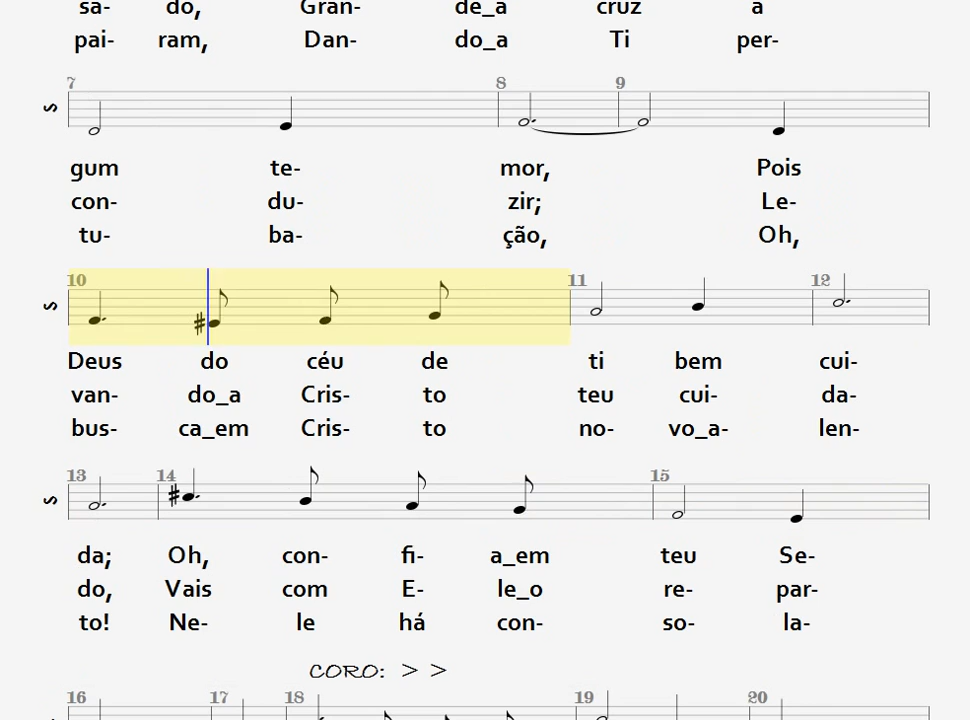 sa- do, Gran- de_a cruz a
pai- ram, Dan- do_a Ti per-
7 8 9
S
gum te- mor, Pois
con- du- zir; Le-
tu- ba- ção, Oh,
10 11 12
S
Deus do céu de ti bem cui-
van- do_a Cris- to teu cui- da-
bus- ca_em Cris- to no- vo_a- len-
13 14 15
S
da; Oh, con- fi- a_em teu Se-
do, Vais com E- le_o re- par-
to! Ne- le há con- so- la-
CORO: > >
16 17 18 19 20